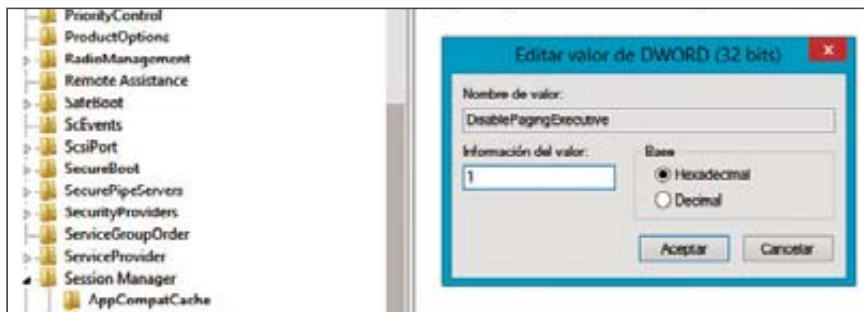 PriorityControl
ProductOptions
RadioManagement
Remote Assistance
SafeBoot
ScEvents
ScsiPort
SecureBoot
SecurePipeServers
SecurityProviders
ServiceGroupOrder
ServiceProvider
Session Manager
AppCompatCache
Editar valor de DWORD (32 bits)
x
Nombre de valor:
DisablePagingExecutive
Información del valor:
1
Base
Hexadecimal
Decimal
Aceptar
Cancelar